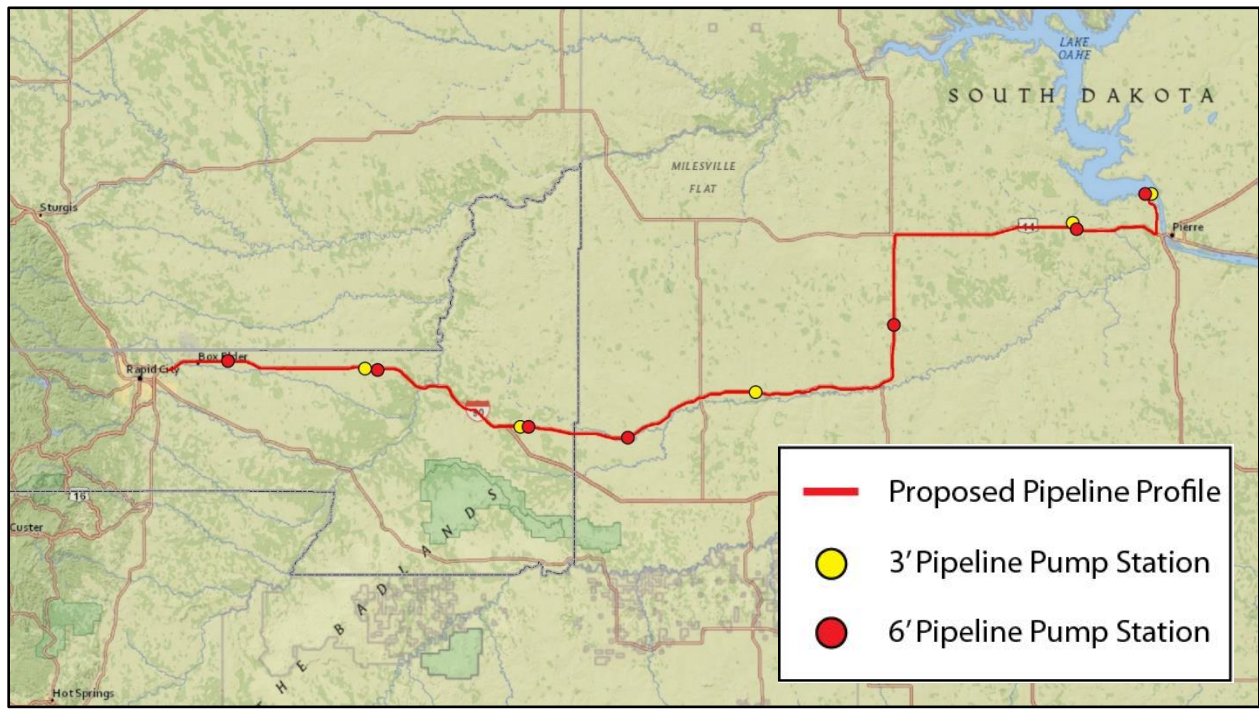 LAKE
OAHE
SOUTH DAKOTA
MILESVILLE
FLAT
Sturgis
14
Pierre
Box Elder
Rapid City
90
16
Custer
THE BADLANDS
Hot Springs
Proposed Pipeline Profile
3' Pipeline Pump Station
6' Pipeline Pump Station